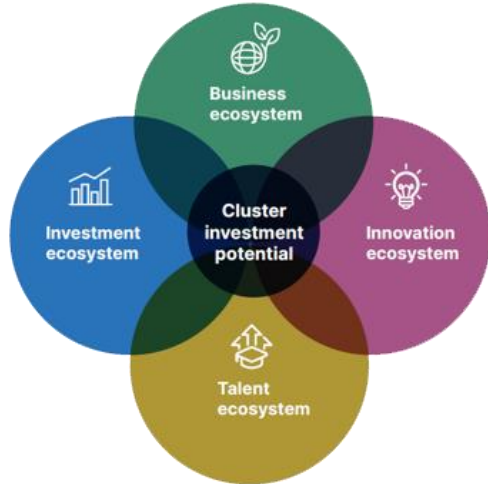 Business
ecosystem
Investment
ecosystem
Cluster
investment
potential
Innovation
ecosystem
Talent
ecosystem